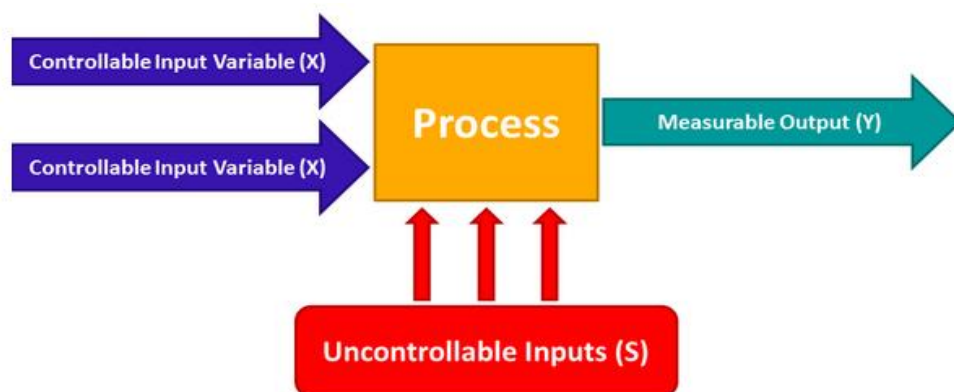 Controllable Input Variable (X)
Process
Measurable Output (Y)
Controllable Input Variable (X)
Uncontrollable Inputs (S)